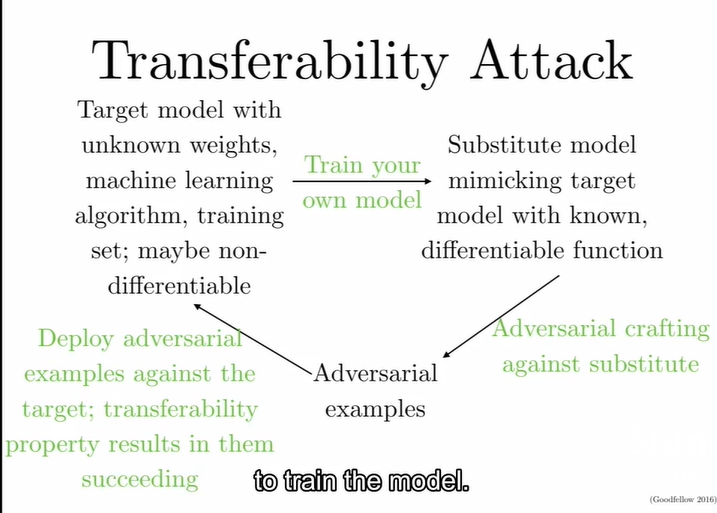 Transferability Attack
Target model with
unknown weights,
machine learning
algorithm, training
set; maybe non-
differentiable
Train your
own model
Substitute model
mimicking target
model with known,
differentiable function
Adversarial crafting
against substitute
Adversarial
examples
Deploy adversarial
examples against the
target; transferability
property results in them
succeeding
to train the model.
(Goodfellow 2016)